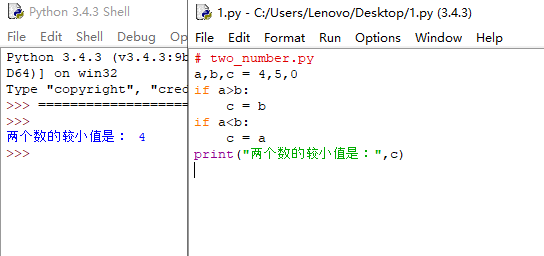 Python 3.4.3 Shell
File Edit Shell Debug
Python 3.4.3 (v3.4.3:9b
D64)] on win32
Type "copyright", "cred
>>> ====================
>>>
两个数的较小值是： 4
>>>
1.py - C:/Users/Lenovo/Desktop/1.py (3.4.3)
File Edit Format Run Options Window Help
# two_number.py
a,b,c = 4,5,0
if a>b:
    c = b
if a<b:
    c = a
print("两个数的较小值是：",c)